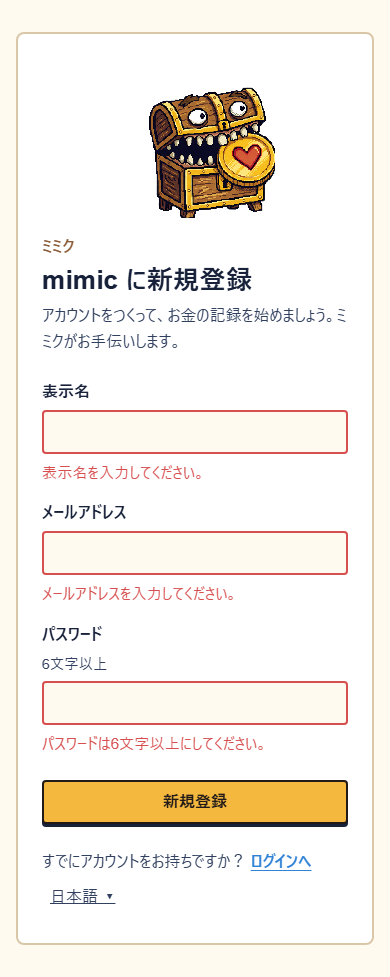 ミミク
mimic に新規登録
アカウントをつくって、お金の記録を始めましょう。ミ
ミクがお手伝いします。
表示名
表示名を入力してください。
メールアドレス
メールアドレスを入力してください。
パスワード
6文字以上
パスワードは6文字以上にしてください。
新規登録
すでにアカウントをお持ちですか？ ログインへ
日本語 ▼